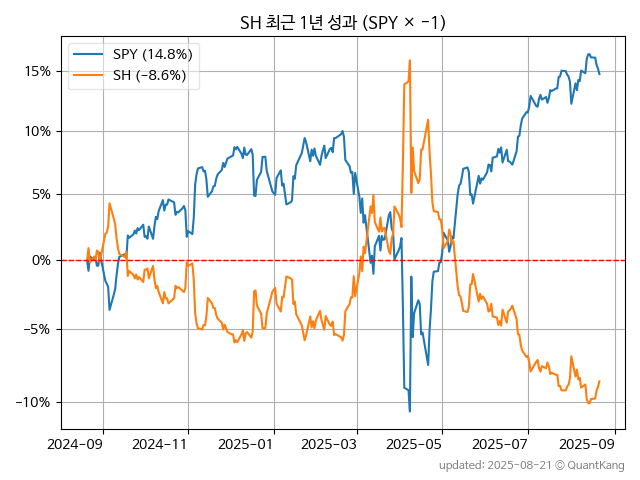 SH 최근 1년 성과 (SPY × −1)
SPY (14.8%)
SH (−8.6%)
15%
10%
5%
0%
−5%
−10%
2024-09 2024-11 2025-01 2025-03 2025-05 2025-07 2025-09
updated: 2025-08-21 © QuantKang